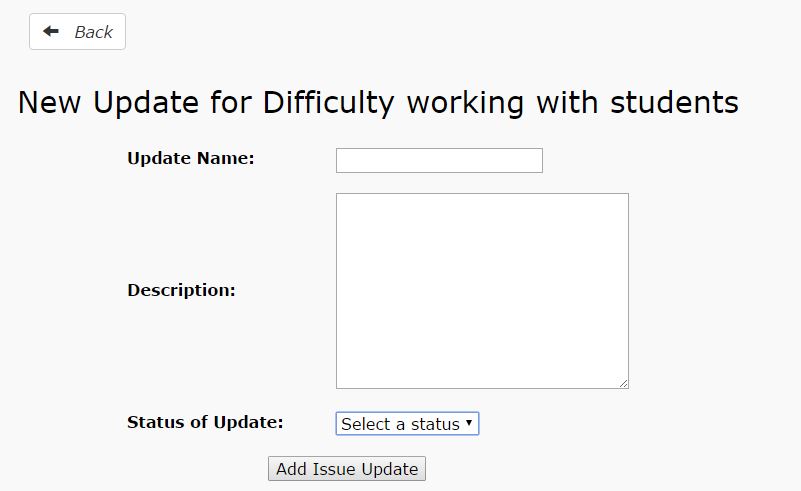 Back
New Update for Difficulty working with students
Update Name:
Description:
Status of Update:
Select a status
Add Issue Update